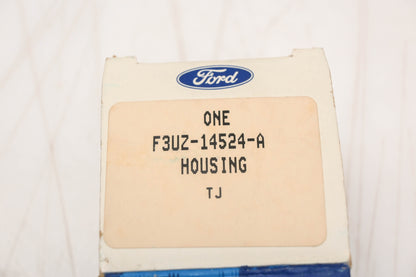 Ford
ONE
F3UZ-14524-A
HOUSING
TJ